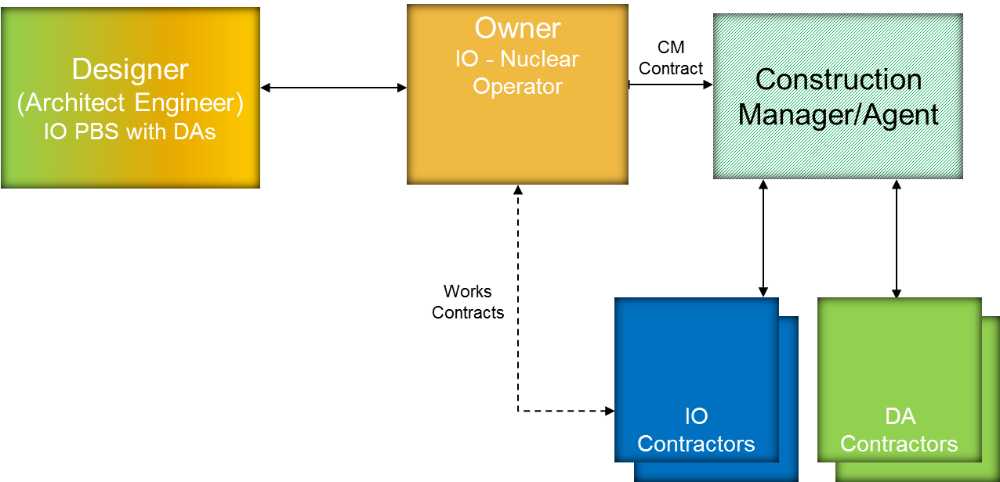 Designer
(Architect Engineer)
IO PBS with DAs
Owner
IO - Nuclear
Operator
CM
Contract
Construction
Manager/Agent
Works
Contracts
IO
Contractors
DA
Contractors